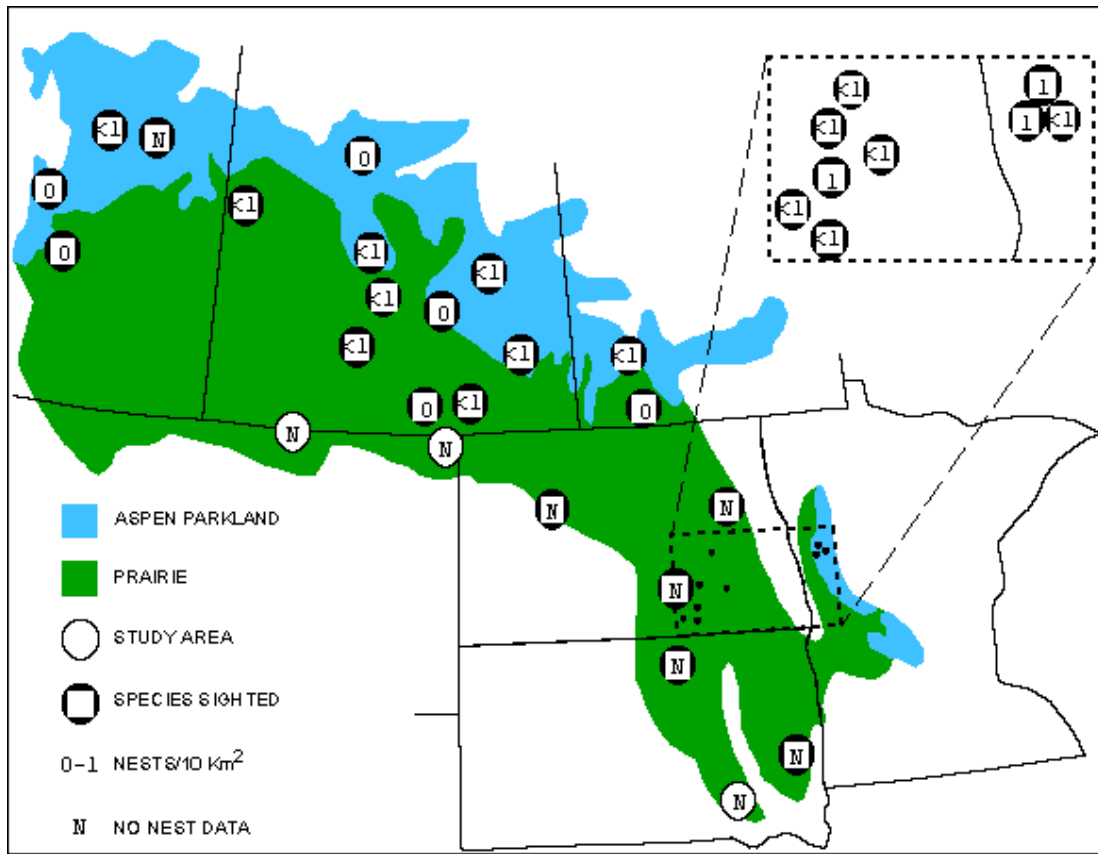 <1
1
<1
1
<1
<1
N
0
<1
1
0
<1
<1
<1
0
<1
<1
<1
0
<1
<1
<1
0
<1
0
N
N
N
N
N
N
N
N
ASPEN PARKLAND
PRAIRIE
STUDY AREA
SPECIES SIGHTED
0-1 NESTS/10 Km²
N NO NEST DATA